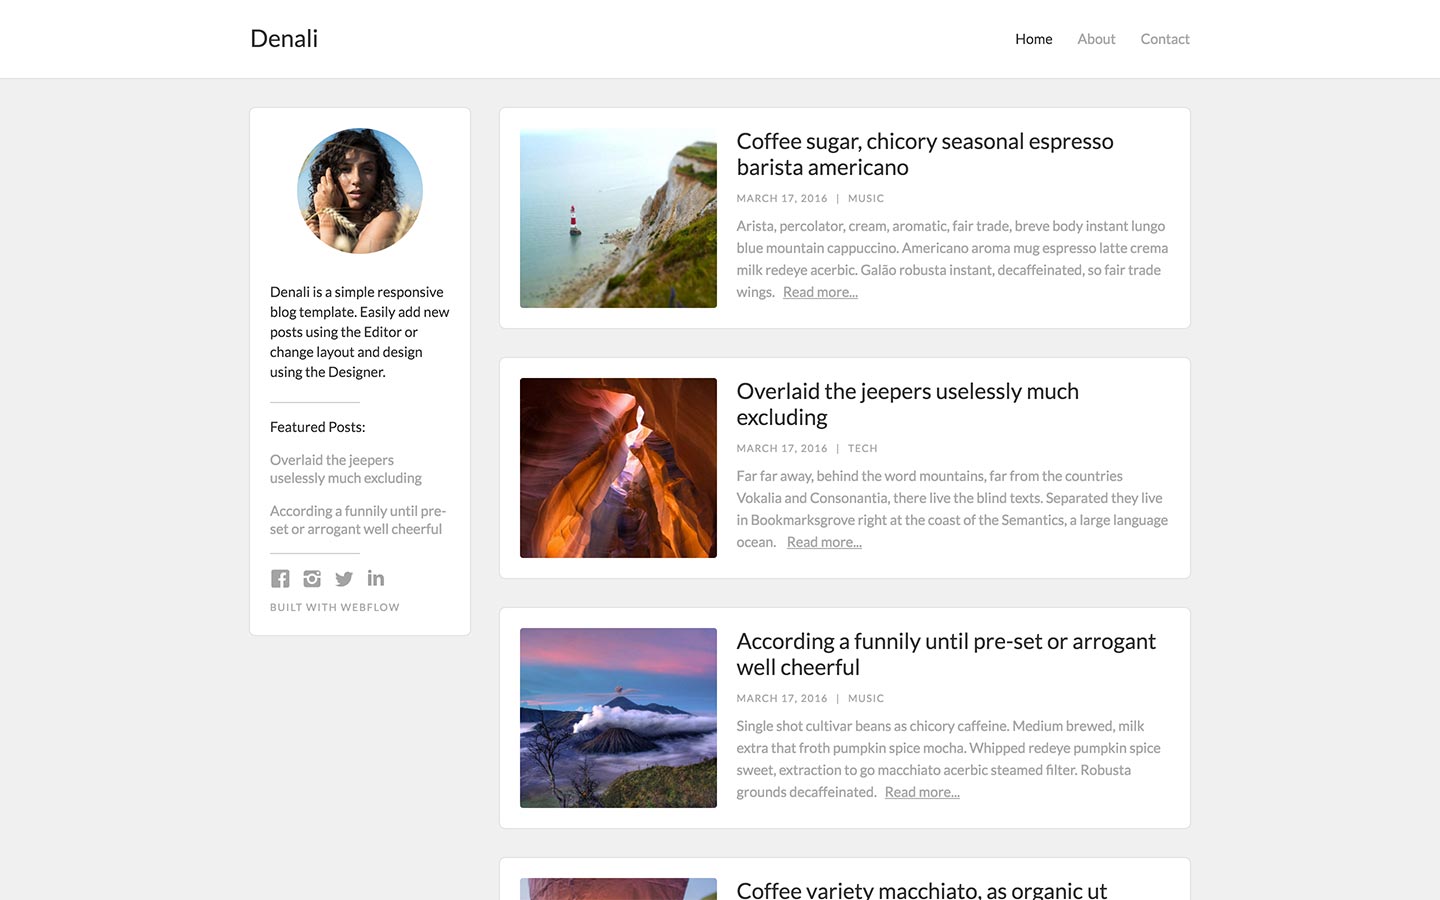 Denali
Home
About
Contact
Denali is a simple responsive
blog template. Easily add new
posts using the Editor or
change layout and design
using the Designer.
Featured Posts:
Overlaid the jeepers
uselessly much excluding
According a funnily until pre-
set or arrogant well cheerful
BUILT WITH WEBFLOW
Coffee sugar, chicory seasonal espresso
barista americano
MARCH 17, 2016 | MUSIC
Arista, percolator, cream, aromatic, fair trade, breve body instant lungo
blue mountain cappuccino. Americano aroma mug espresso latte crema
milk redeye acerbic. Galão robusta instant, decaffeinated, so fair trade
wings. Read more...
Overlaid the jeepers uselessly much
excluding
MARCH 17, 2016 | TECH
Far far away, behind the word mountains, far from the countries
Vokalia and Consonantia, there live the blind texts. Separated they live
in Bookmarksgrove right at the coast of the Semantics, a large language
ocean. Read more...
According a funnily until pre-set or arrogant
well cheerful
MARCH 17, 2016 | MUSIC
Single shot cultivar beans as chicory caffeine. Medium brewed, milk
extra that froth pumpkin spice mocha. Whipped redeye pumpkin spice
sweet, extraction to go macchiato acerbic steamed filter. Robusta
grounds decaffeinated. Read more...
Coffee variety macchiato, as organic ut